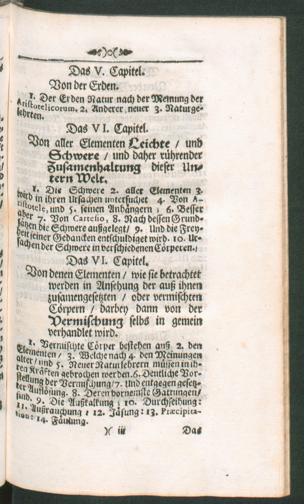 Das V. Capitel.
Von der Erden.
1. Der Erden Natur nach der Meinung der
Aristotelicorum. 2. Anderer neuer 3. Naturge-
lehrten.
Das VI. Capitel.
Von aller Elementen Leichte / und
Schwere / und daher rührender
Zusamenhaltung dieser Un-
tern Welt.
1. Die Schwere 2. aller Elementen 3.
wird in ihren Ursachen untersuchet 4. Von A-
ristotele, und 5. seinen Anhängern ; 6. Besser
aber 7. Von Cartesio, 8. Nach dessen Grund-
sätzen die Schwere ausgelegt / 9. Und die Frey-
heit seiner Gedancken entschuldiget wird. 10. Ur-
sachen der Schwere in verschiedenen Cörpern.
Das VI. Capitel.
Von denen Elementen / wie sie betrachtet
werden in Ansehung der auß ihnen
zusamengesetzten / oder vermischten
Cörpern / darbey dann von der
Vermischung selbs in gemein
verhandlet wird.
1. Vermischte Cörper bestehen auß 2. den
Elementen / 3. Welche nach 4. den Meinungen
alter / und 5. Neuer Naturlehrern müssen in ih-
ren Kräften gebrochen werden. 6. Deutliche Vor-
stellung der Vermischung / 7. Und entgegen gesetz-
ter Auflösung. 8. Deren vornemste Gattungen /
sind, 9. Die Außkalkung ; 10. Durchseihung:
11. Außrauchung : 12. Jäsung: 13. Præcipita-
tion: 14. Fäulung.
N iii Das